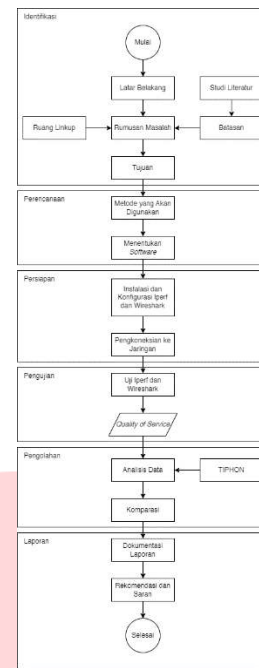 Identifikasi
Mulai
Latar Belakang
Studi Literatur
Ruang Linkup
Rumusan Masalah
Batasan
Tujuan
Perencanaan
Metode yang Akan
Digunakan
Menentukan
Software
Persiapan
Instalasi dan
Konfigurasi Iperf
dan Wireshark
Pengkoneksian ke
Jaringan
Pengujian
Uji Iperf dan
Wireshark
Quality of Service
Pengolahan
Analisis Data
TIPHON
Komparasi
Laporan
Dokumentasi
Laporan
Rekomendasi dan
Saran
Selesai